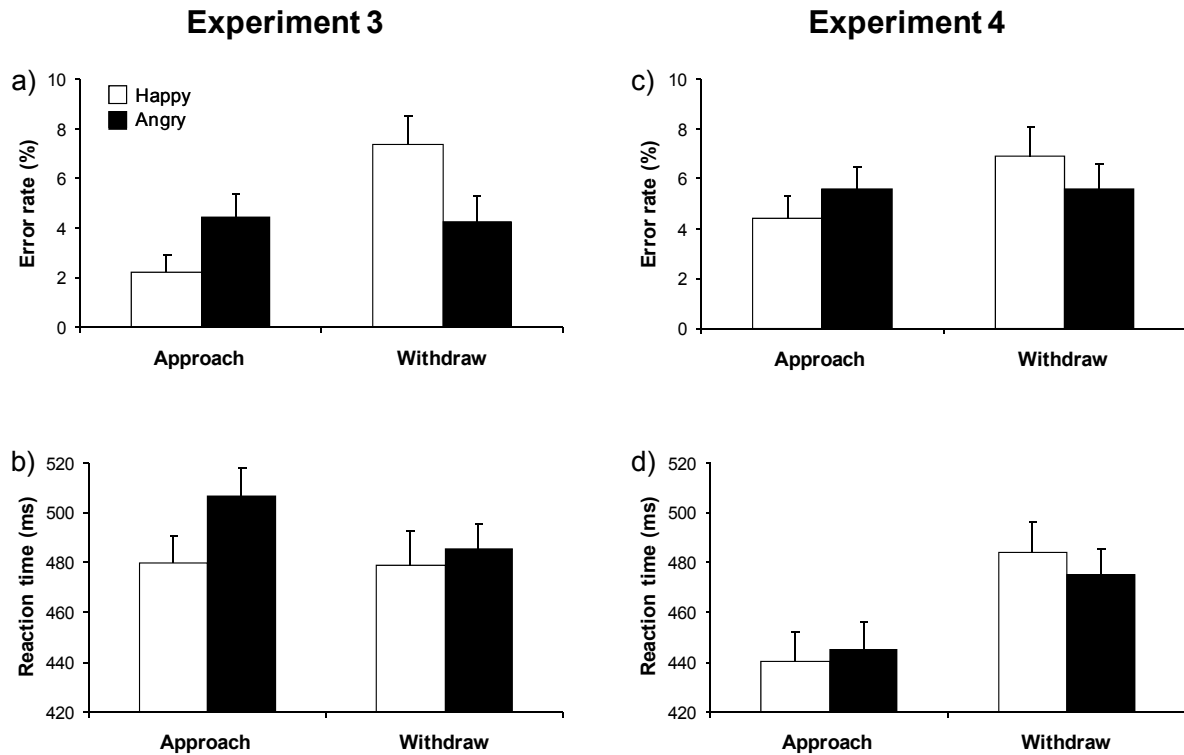 Experiment 3
Experiment 4
a)
10
8
6
4
2
0
Error rate (%)
Happy
Angry
Approach
Withdraw
c)
10
8
6
4
2
0
Error rate (%)
Approach
Withdraw
b)
520
500
480
460
440
420
Reaction time (ms)
Approach
Withdraw
d)
520
500
480
460
440
420
Reaction time (ms)
Approach
Withdraw